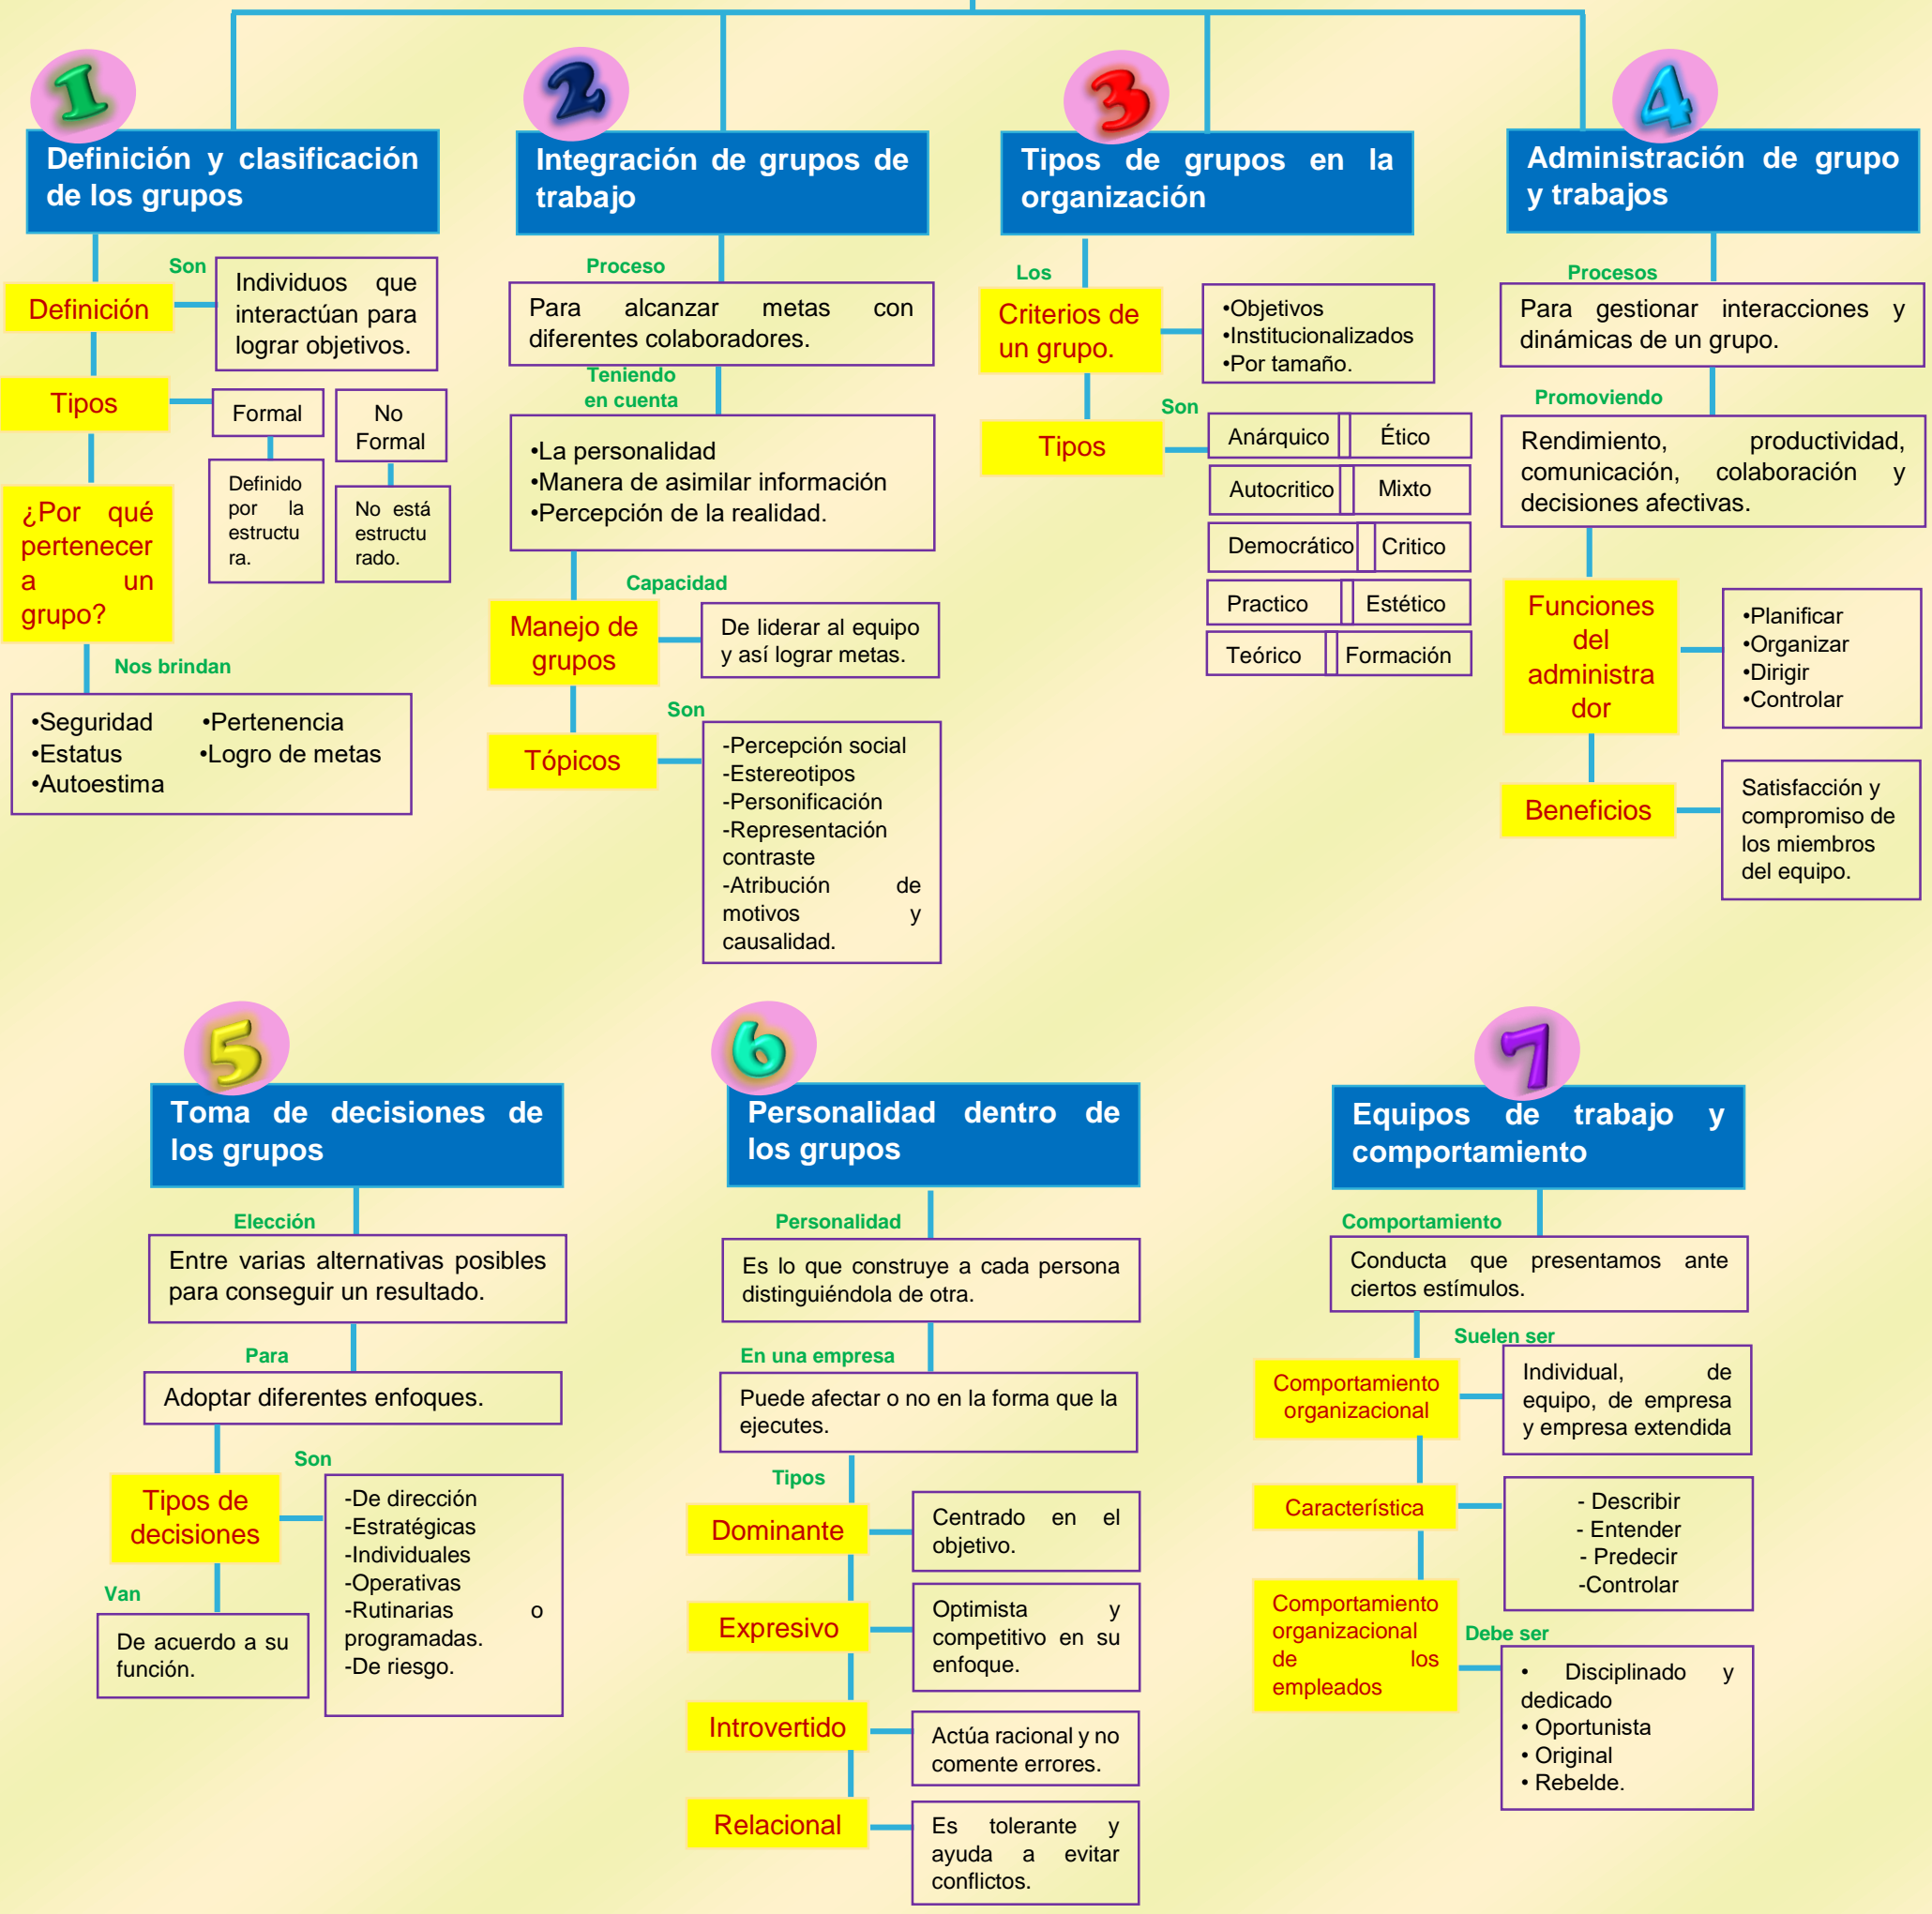 1
Definición y clasificación
de los grupos
Son
Definición
Individuos que
interactúan para
lograr objetivos.
Tipos
Formal
No
Formal
Definido
por la
estructu
ra.
No está
estructu
rado.
¿Por qué
pertenecer
a un
grupo?
Nos brindan
•Seguridad •Pertenencia
•Estatus •Logro de metas
•Autoestima
2
Integración de grupos de
trabajo
Proceso
Para alcanzar metas con
diferentes colaboradores.
Teniendo
en cuenta
•La personalidad
•Manera de asimilar información
•Percepción de la realidad.
Capacidad
Manejo de
grupos
De liderar al equipo
y así lograr metas.
Son
Tópicos
-Percepción social
-Estereotipos
-Personificación
-Representación
contraste
-Atribución de
motivos y
causalidad.
3
Tipos de grupos en la
organización
Los
Criterios de
un grupo.
•Objetivos
•Institucionalizados
•Por tamaño.
Son
Tipos
Anárquico Ético
Autocritico Mixto
Democrático Critico
Practico Estético
Teórico Formación
4
Administración de grupo
y trabajos
Procesos
Para gestionar interacciones y
dinámicas de un grupo.
Promoviendo
Rendimiento, productividad,
comunicación, colaboración y
decisiones afectivas.
Funciones
del
administra
dor
•Planificar
•Organizar
•Dirigir
•Controlar
Beneficios
Satisfacción y
compromiso de
los miembros
del equipo.
5
Toma de decisiones de
los grupos
Elección
Entre varias alternativas posibles
para conseguir un resultado.
Para
Adoptar diferentes enfoques.
Son
Tipos de
decisiones
-De dirección
-Estratégicas
-Individuales
-Operativas
-Rutinarias o
programadas.
-De riesgo.
Van
De acuerdo a su
función.
6
Personalidad dentro de
los grupos
Personalidad
Es lo que construye a cada persona
distinguiéndola de otra.
En una empresa
Puede afectar o no en la forma que la
ejecutes.
Tipos
Dominante
Centrado en el
objetivo.
Expresivo
Optimista y
competitivo en su
enfoque.
Introvertido
Actúa racional y no
comente errores.
Relacional
Es tolerante y
ayuda a evitar
conflictos.
7
Equipos de trabajo y
comportamiento
Comportamiento
Conducta que presentamos ante
ciertos estímulos.
Suelen ser
Comportamiento
organizacional
Individual, de
equipo, de empresa
y empresa extendida
Característica
- Describir
- Entender
- Predecir
-Controlar
Comportamiento
organizacional
de los
empleados
Debe ser
• Disciplinado y
dedicado
• Oportunista
• Original
• Rebelde.